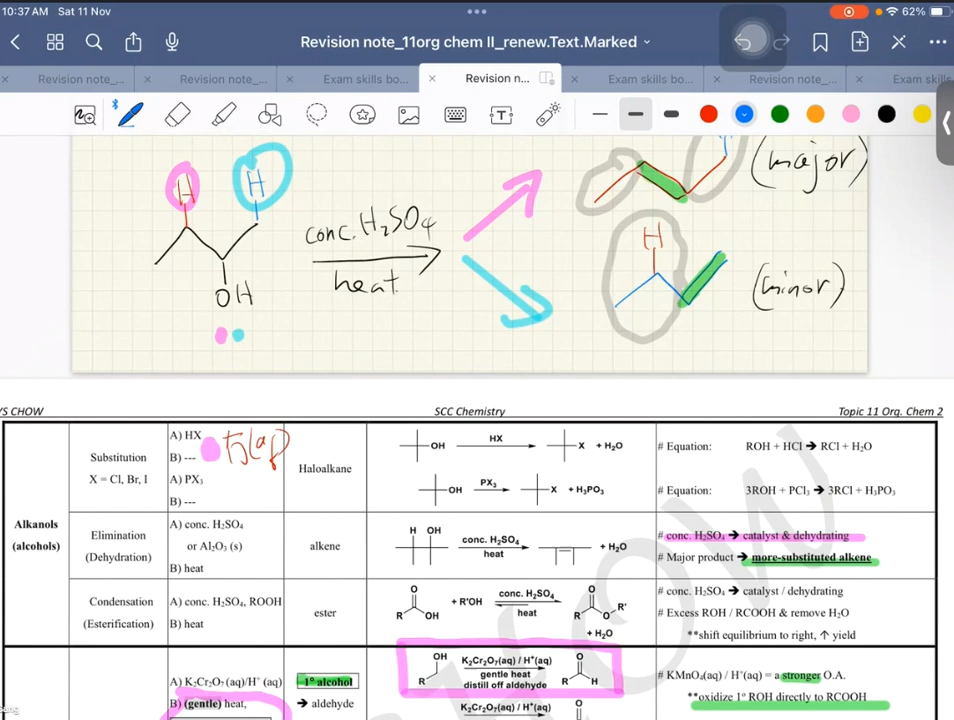 10:37AM Sat 11 Nov
62%
Revision note_11org chem II_renew.Text.Marked
Revision note_...
Revision note_...
Exam skills bo...
Revision n...
Exam skills bo...
Revision note_...
Exam skills
(major)
H H
conc. H₂SO₄
heat
OH
H
(minor)
YS CHOW
SCC Chemistry
Topic 11 Org. Chem 2
Alkanols
(alcohols)
Substitution
X = Cl, Br, I
A) HX
B) ---
A) PX₃
B) ---
Haloalkane
OH HX X + H₂O
OH PX₃ X + H₃PO₃
# Equation: ROH + HCl ➔ RCl + H₂O
# Equation: 3ROH + PCl₃ ➔ 3RCl + H₃PO₃
Elimination
(Dehydration)
A) conc. H₂SO₄
or Al₂O₃ (s)
B) heat
alkene
H OH
conc. H₂SO₄
heat
+ H₂O
# conc. H₂SO₄ ➔ catalyst & dehydrating
# Major product ➔ more-substituted alkene
Condensation
(Esterification)
A) conc. H₂SO₄, ROOH
B) heat
ester
O
R OH
+ R'OH
conc. H₂SO₄
heat
O
R O R'
+ H₂O
# conc. H₂SO₄ ➔ catalyst / dehydrating
# Excess ROH / RCOOH & remove H₂O
**shift equilibrium to right, ↑ yield
A) K₂Cr₂O₇ (aq)/H⁺ (aq)
B) (gentle) heat,
1° alcohol
➔ aldehyde
OH
R
K₂Cr₂O₇(aq) / H⁺(aq)
gentle heat
distill off aldehyde
O
R H
K₂Cr₂O₇(aq) / H⁺(aq)
# KMnO₄(aq) / H⁺(aq) = a stronger O.A.
**oxidize 1° ROH directly to RCOOH